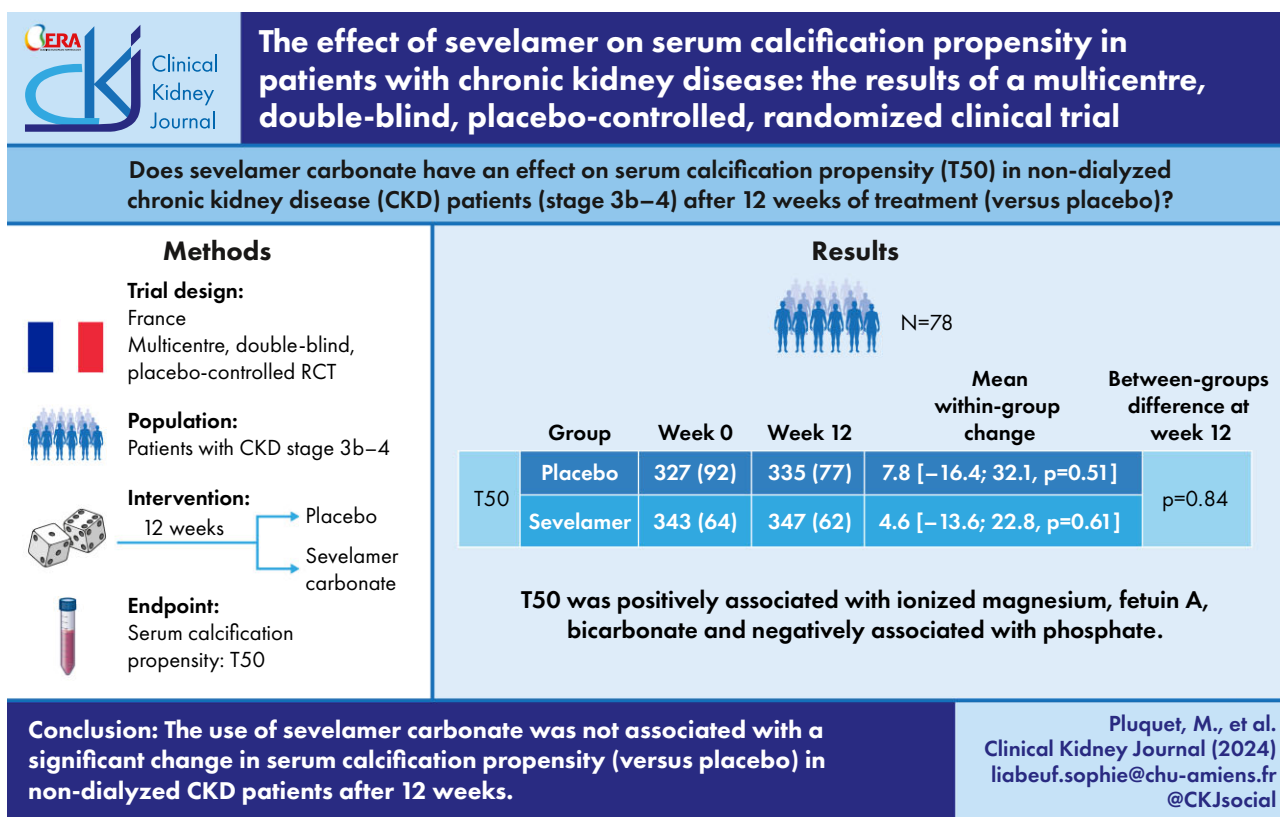 ERA
CKJ
Clinical
Kidney
Journal
The effect of sevelamer on serum calcification propensity in
patients with chronic kidney disease: the results of a multicentre,
double-blind, placebo-controlled, randomized clinical trial
Does sevelamer carbonate have an effect on serum calcification propensity (T50) in non-dialyzed
chronic kidney disease (CKD) patients (stage 3b–4) after 12 weeks of treatment (versus placebo)?
Methods
Trial design:
France
Multicentre, double-blind,
placebo-controlled RCT
Population:
Patients with CKD stage 3b–4
Intervention:
12 weeks
Placebo
Sevelamer
carbonate
Endpoint:
Serum calcification
propensity: T50
Results
N=78
Group
Week 0
Week 12
Mean
within-group
change
Between-groups
difference at
week 12
T50
Placebo 327 (92) 335 (77) 7.8 [−16.4; 32.1, p=0.51]
Sevelamer 343 (64) 347 (62) 4.6 [−13.6; 22.8, p=0.61]
p=0.84
T50 was positively associated with ionized magnesium, fetuin A,
bicarbonate and negatively associated with phosphate.
Conclusion: The use of sevelamer carbonate was not associated with a
significant change in serum calcification propensity (versus placebo) in
non-dialyzed CKD patients after 12 weeks.
Pluquet, M., et al.
Clinical Kidney Journal (2024)
liabeuf.sophie@chu-amiens.fr
@CKJsocial